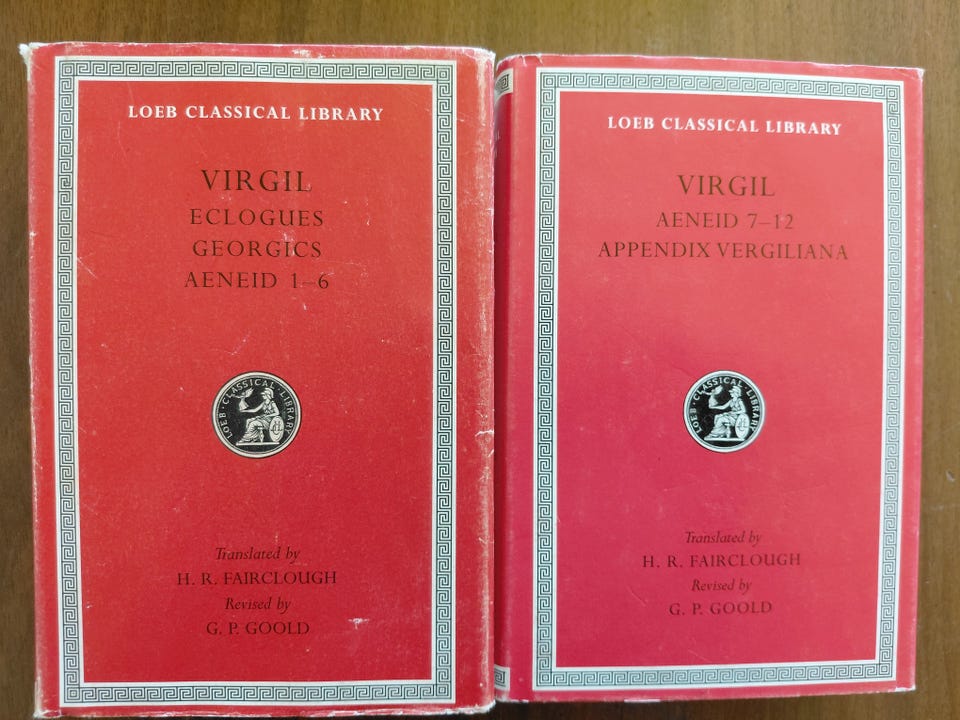 LOEB CLASSICAL LIBRARY
VIRGIL
ECLOGUES
GEORGICS
AENEID 1–6
LOEB · CLASSICAL · LIBRARY
Translated by
H. R. FAIRCLOUGH
Revised by
G. P. GOOLD
LOEB CLASSICAL LIBRARY
VIRGIL
AENEID 7–12
APPENDIX VERGILIANA
LOEB · CLASSICAL · LIBRARY
Translated by
H. R. FAIRCLOUGH
Revised by
G. P. GOOLD